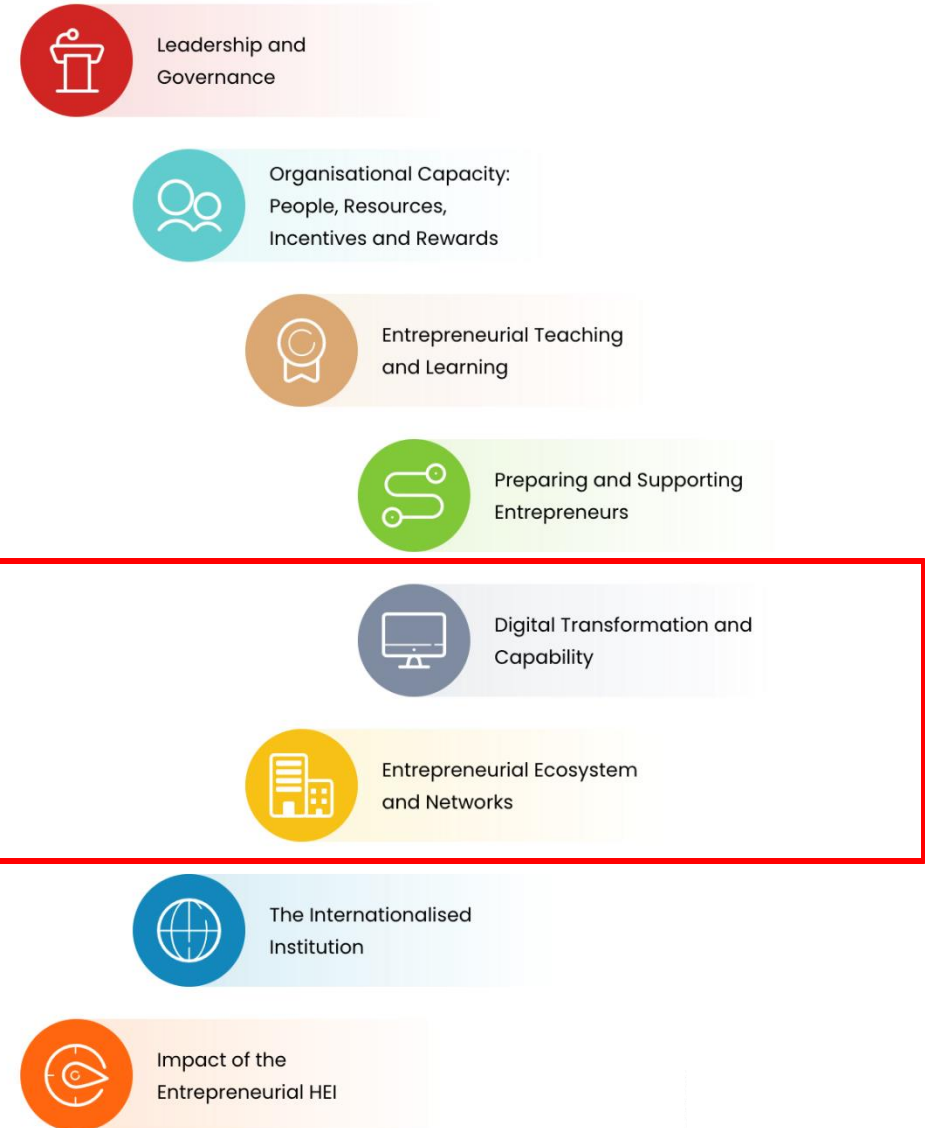 Leadership and
Governance
Organisational Capacity:
People, Resources,
Incentives and Rewards
Entrepreneurial Teaching
and Learning
Preparing and Supporting
Entrepreneurs
Digital Transformation and
Capability
Entrepreneurial Ecosystem
and Networks
The Internationalised
Institution
Impact of the
Entrepreneurial HEI